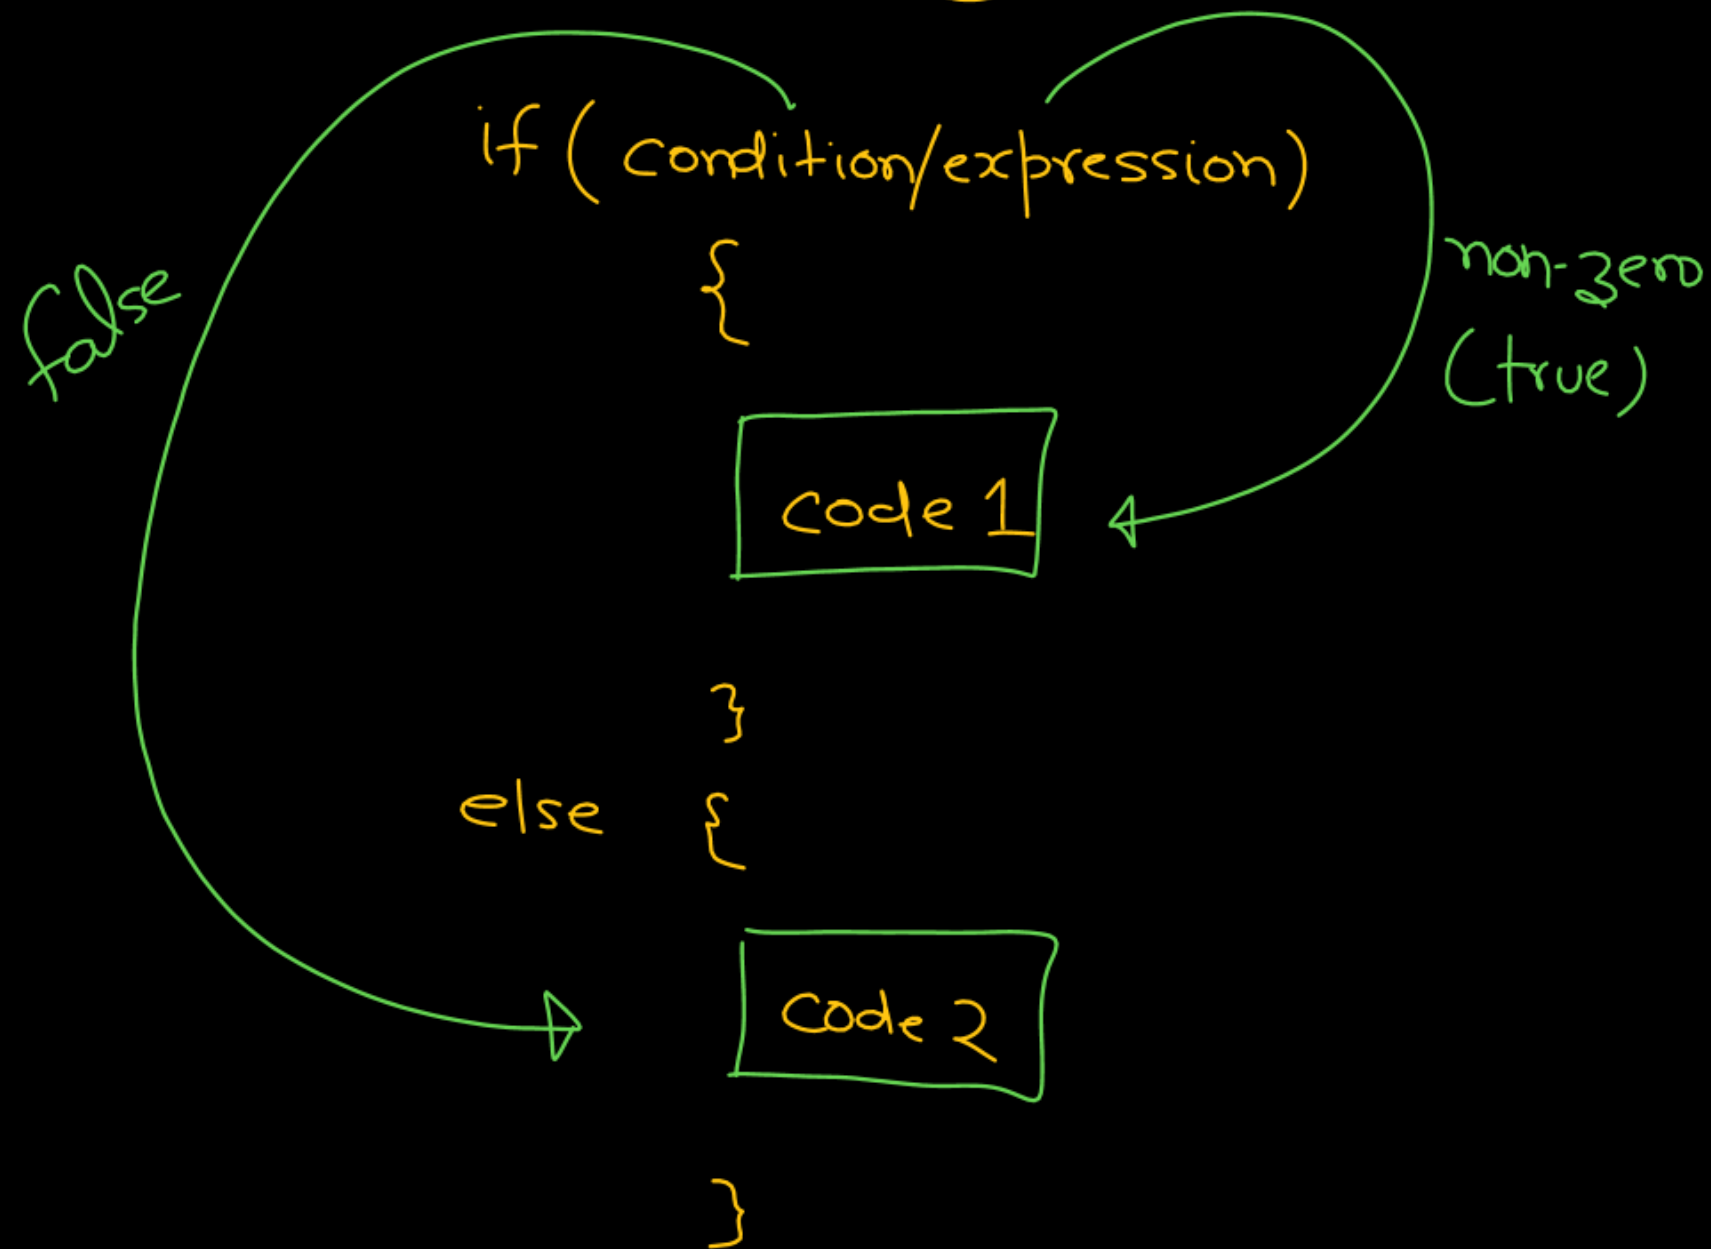 if (condition/expression)
{
false
non-zero
(true)
code 1
}
else {
code 2
}